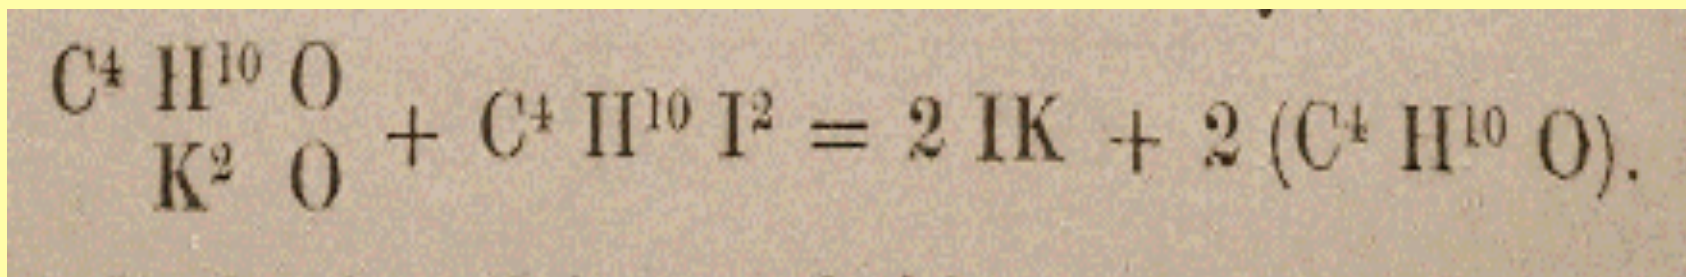 C⁴ H¹⁰ O
K² O + C⁴ H¹⁰ I² = 2 IK + 2 (C⁴ H¹⁰ O).